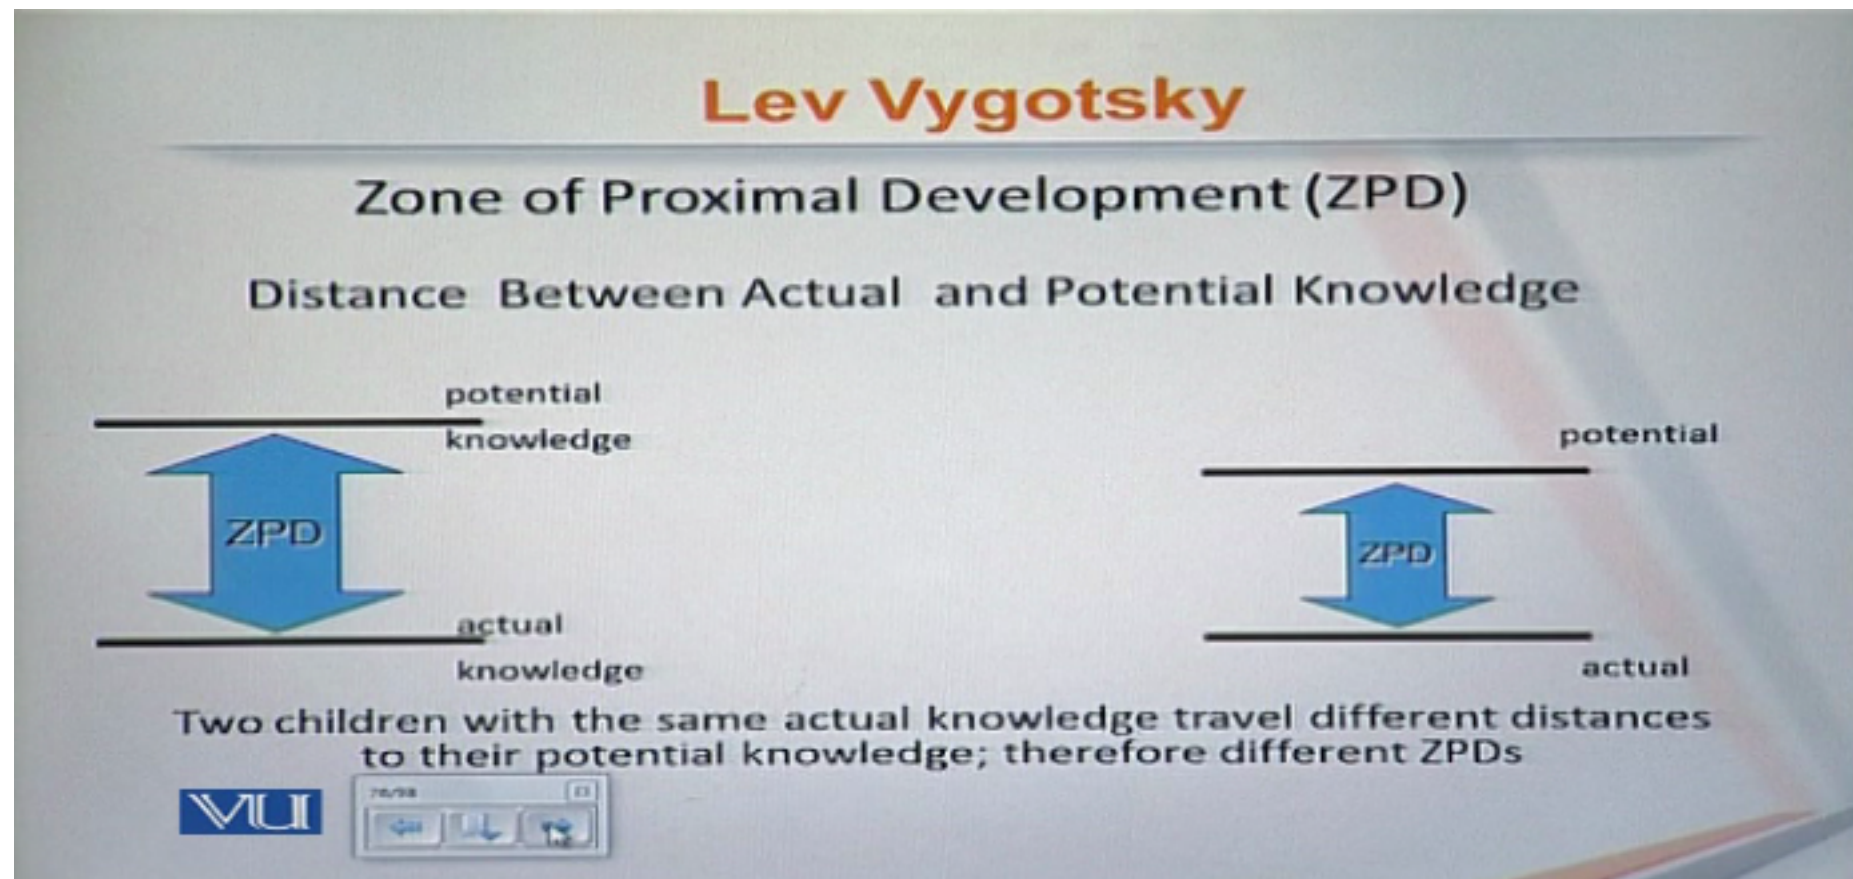 Lev Vygotsky
Zone of Proximal Development (ZPD)
Distance Between Actual and Potential Knowledge
potential
knowledge
ZPD
actual
knowledge
potential
ZPD
actual
Two children with the same actual knowledge travel different distances
to their potential knowledge; therefore different ZPDs
VU